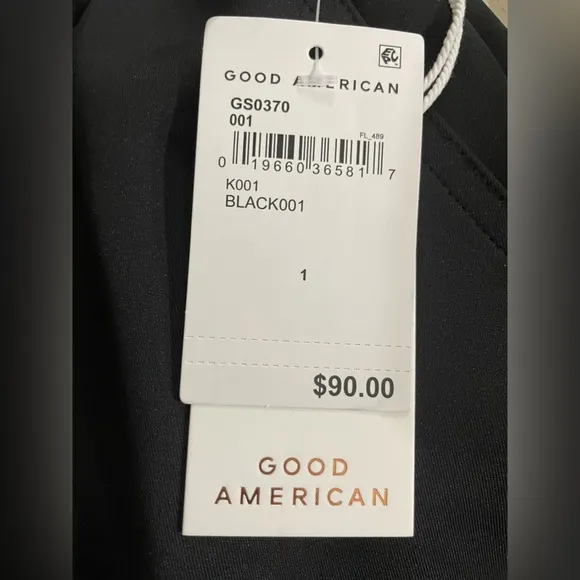 GOOD AMERICAN
GS0370
001
FL_489
0 19660 36581 7
K001
BLACK001
1
$90.00
GOOD
AMERICAN